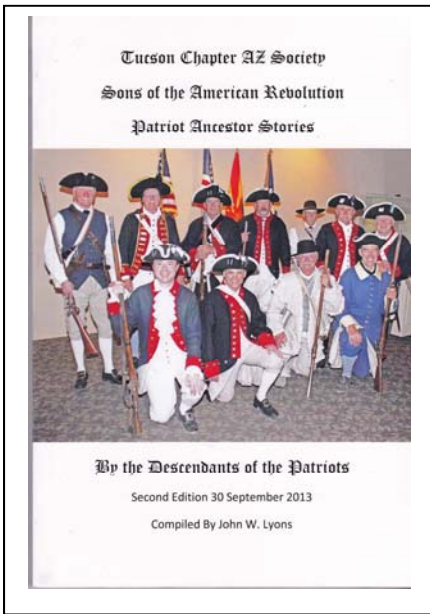 Tucson Chapter AZ Society
Sons of the American Revolution
Patriot Ancestor Stories
By the Descendants of the Patriots
Second Edition 30 September 2013
Compiled By John W. Lyons